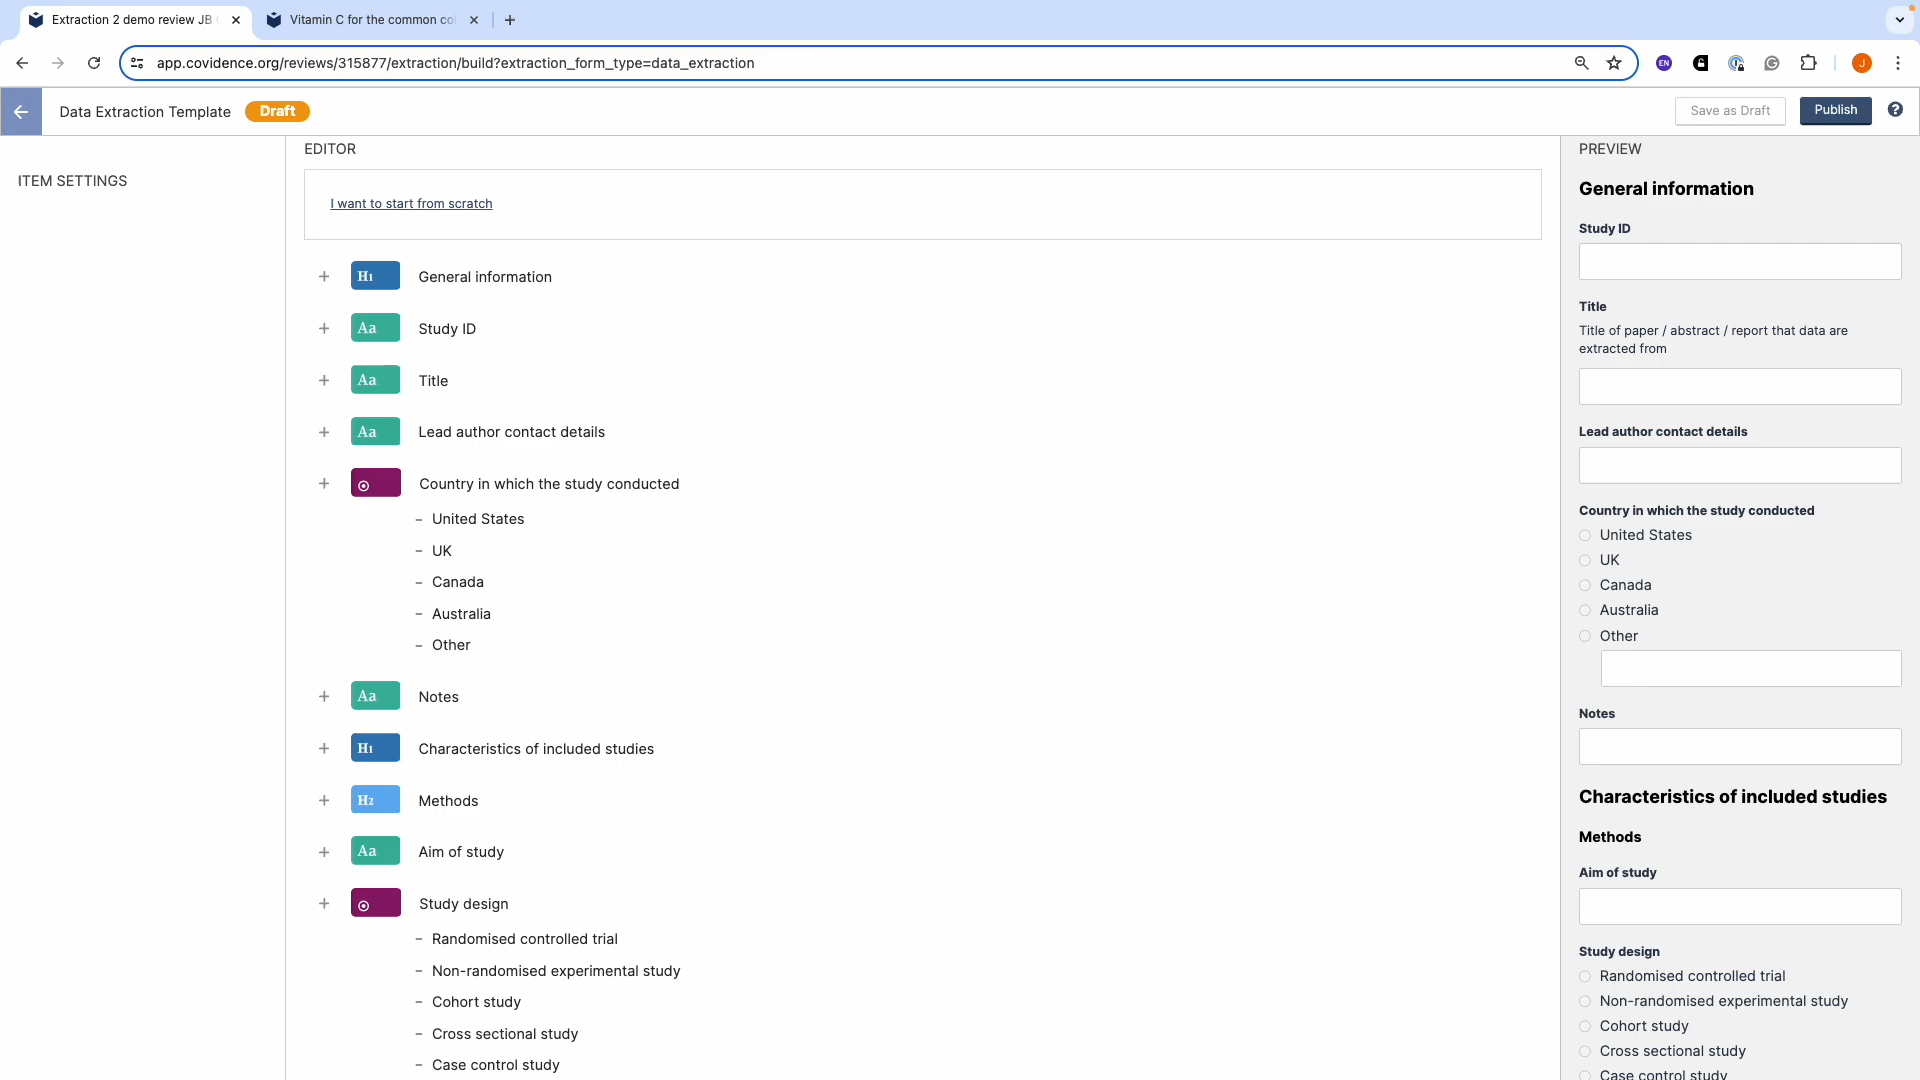 Extraction 2 demo review JB
Vitamin C for the common co
app.covidence.org/reviews/315877/extraction/build?extraction_form_type=data_extraction
EN
J
Data Extraction Template
Draft
Save as Draft
Publish
?
ITEM SETTINGS
EDITOR
I want to start from scratch
+ H1 General information
+ Aa Study ID
+ Aa Title
+ Aa Lead author contact details
+ Country in which the study conducted
– United States
– UK
– Canada
– Australia
– Other
+ Aa Notes
+ H1 Characteristics of included studies
+ H2 Methods
+ Aa Aim of study
+ Study design
– Randomised controlled trial
– Non-randomised experimental study
– Cohort study
– Cross sectional study
– Case control study
PREVIEW
General information
Study ID
Title
Title of paper / abstract / report that data are
extracted from
Lead author contact details
Country in which the study conducted
United States
UK
Canada
Australia
Other
Notes
Characteristics of included studies
Methods
Aim of study
Study design
Randomised controlled trial
Non-randomised experimental study
Cohort study
Cross sectional study
Case control study